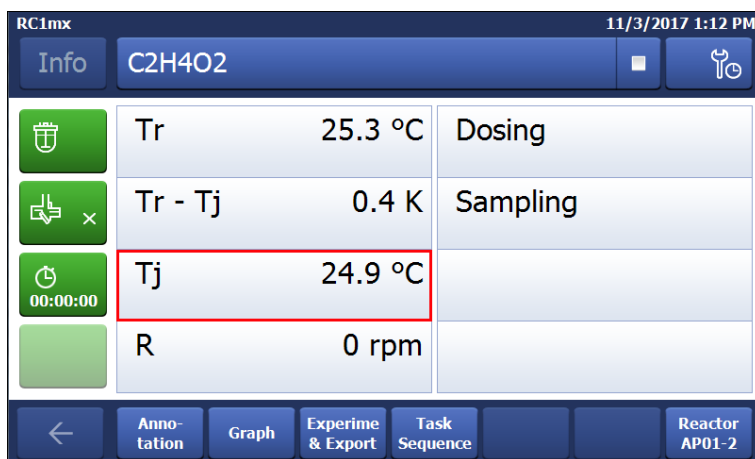 RC1mx 11/3/2017 1:12 PM
Info C2H4O2
Tr 25.3 °C Dosing
Tr - Tj 0.4 K Sampling
×
Tj 24.9 °C
00:00:00
R 0 rpm
Anno-
tation
Graph
Experime
& Export
Task
Sequence
Reactor
AP01-2